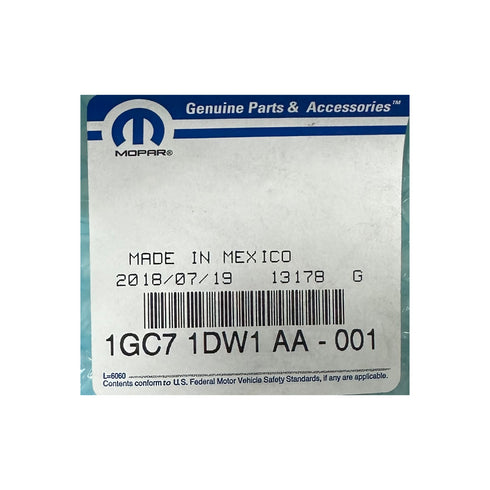 Genuine Parts & Accessories™
MOPAR®
MADE IN MEXICO
2018/07/19 13178 G
1GC7 1DW1 AA - 001
L=6060
Contents conform to U.S. Federal Motor Vehicle Safety Standards, if any are applicable.